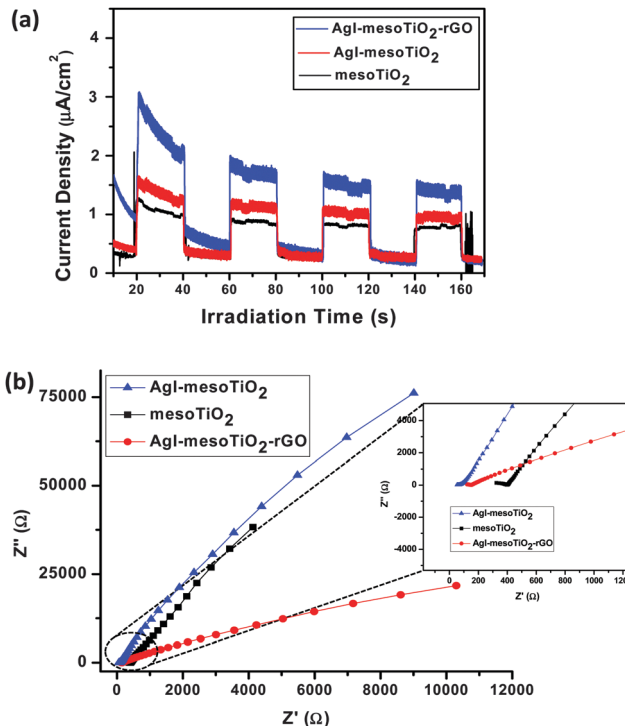 (a)
AgI-mesoTiO2-rGO
AgI-mesoTiO2
mesoTiO2
5
4
3
2
1
0
Current Density (μA/cm2)
20 40 60 80 100 120 140 160
Irradiation Time (s)
(b)
AgI-mesoTiO2
mesoTiO2
AgI-mesoTiO2-rGO
75000
50000
25000
0
Z'' (Ω)
0 2000 4000 6000 8000 10000 12000
Z' (Ω)
4000
2000
0
-2000
-4000
Z'' (Ω)
AgI-mesoTiO2
mesoTiO2
AgI-mesoTiO2-rGO
0 200 400 600 800 1000 1200
Z' (Ω)